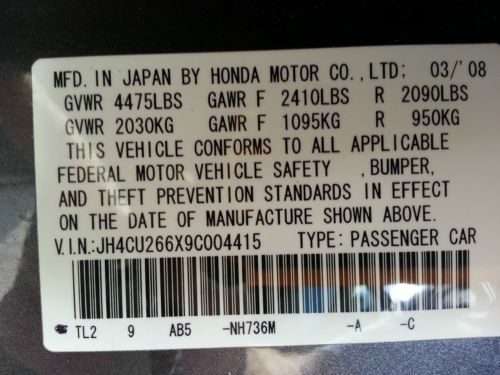 MFD. IN JAPAN BY HONDA MOTOR CO., LTD: 03/'08
GVWR 4475LBS GAWR F 2410LBS R 2090LBS
GVWR 2030KG GAWR F 1095KG R 950KG
THIS VEHICLE CONFORMS TO ALL APPLICABLE
FEDERAL MOTOR VEHICLE SAFETY ,BUMPER,
AND THEFT PREVENTION STANDARDS IN EFFECT
ON THE DATE OF MANUFACTURE SHOWN ABOVE.
V.I.N:JH4CU266X9C004415 TYPE: PASSENGER CAR
TL2 9 AB5 -NH736M -A -C